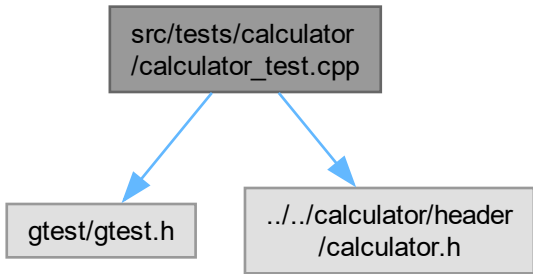 src/tests/calculator
/calculator_test.cpp
gtest/gtest.h
../../calculator/header
/calculator.h